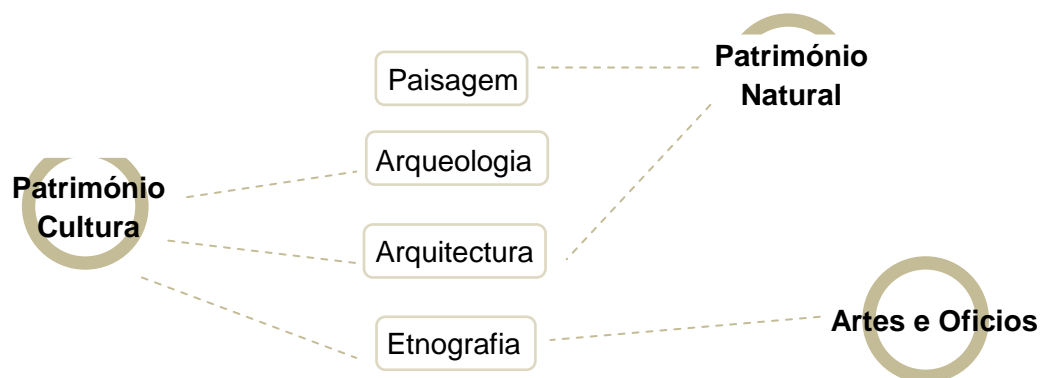 Património
Natural
Paisagem
Arqueologia
Património
Cultura
Arquitectura
Etnografia
Artes e Oficios